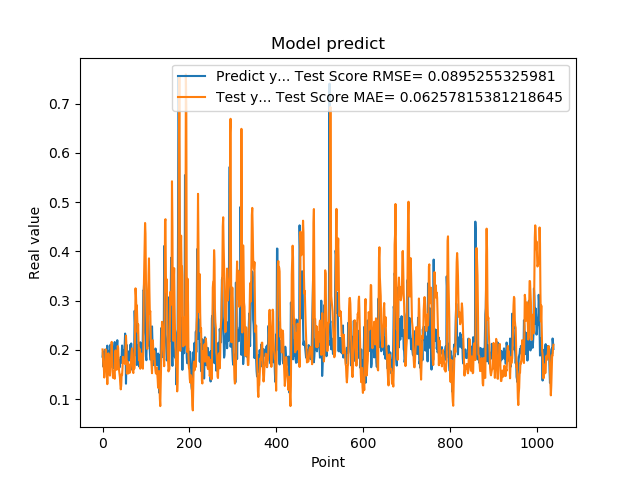 Model predict
Predict y... Test Score RMSE= 0.0895255325981
Test y... Test Score MAE= 0.06257815381218645
Real value
0.7
0.6
0.5
0.4
0.3
0.2
0.1
0 200 400 600 800 1000
Point